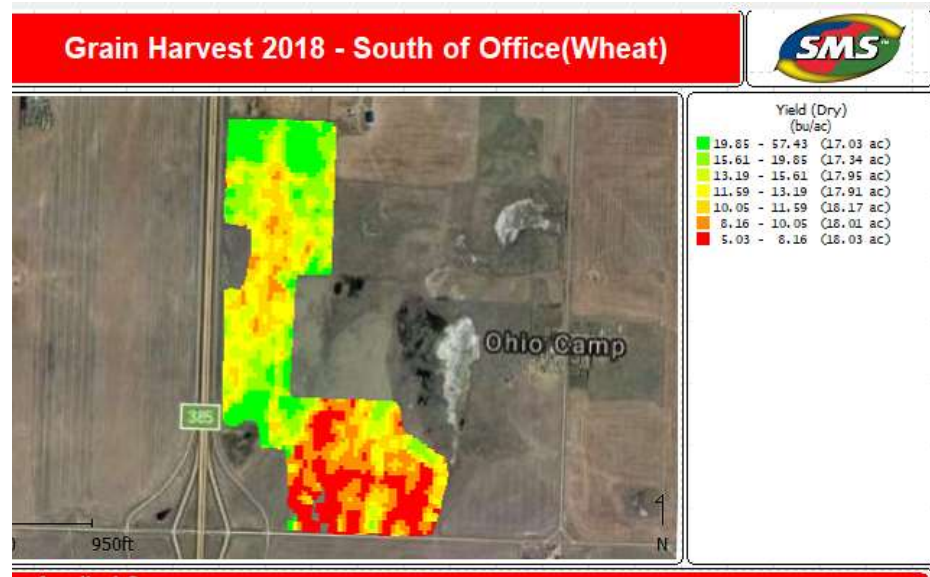 Grain Harvest 2018 - South of Office(Wheat)
SMS™
Yield (Dry)
(bu/ac)
19.85 - 57.43 (17.03 ac)
15.61 - 19.85 (17.34 ac)
13.19 - 15.61 (17.95 ac)
11.59 - 13.19 (17.91 ac)
10.05 - 11.59 (18.17 ac)
8.16 - 10.05 (18.01 ac)
5.03 - 8.16 (18.03 ac)
Ohio Camp
385
950ft
N